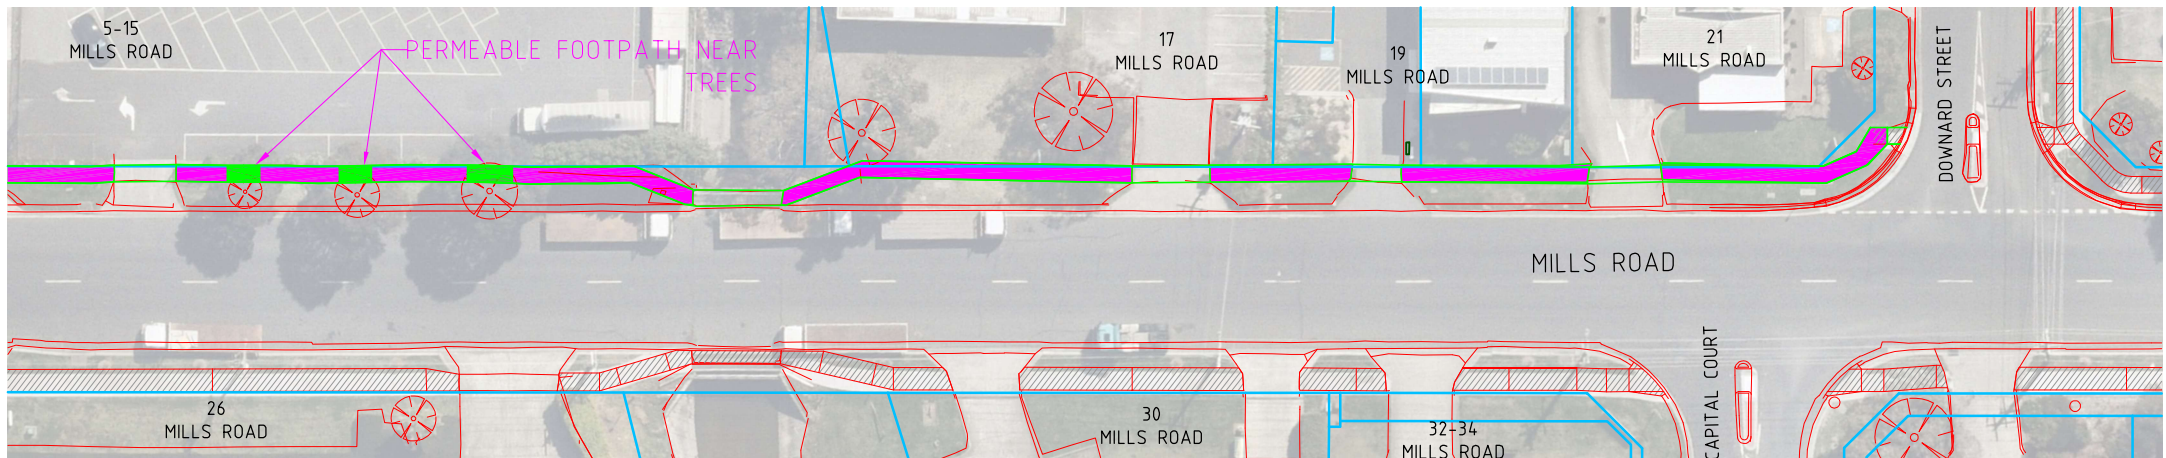 5-15
MILLS ROAD
PERMEABLE FOOTPATH NEAR
TREES
17
MILLS ROAD
19
MILLS ROAD
21
MILLS ROAD
DOWNARD STREET
MILLS ROAD
CAPITAL COURT
26
MILLS ROAD
30
MILLS ROAD
32-34
MILLS ROAD